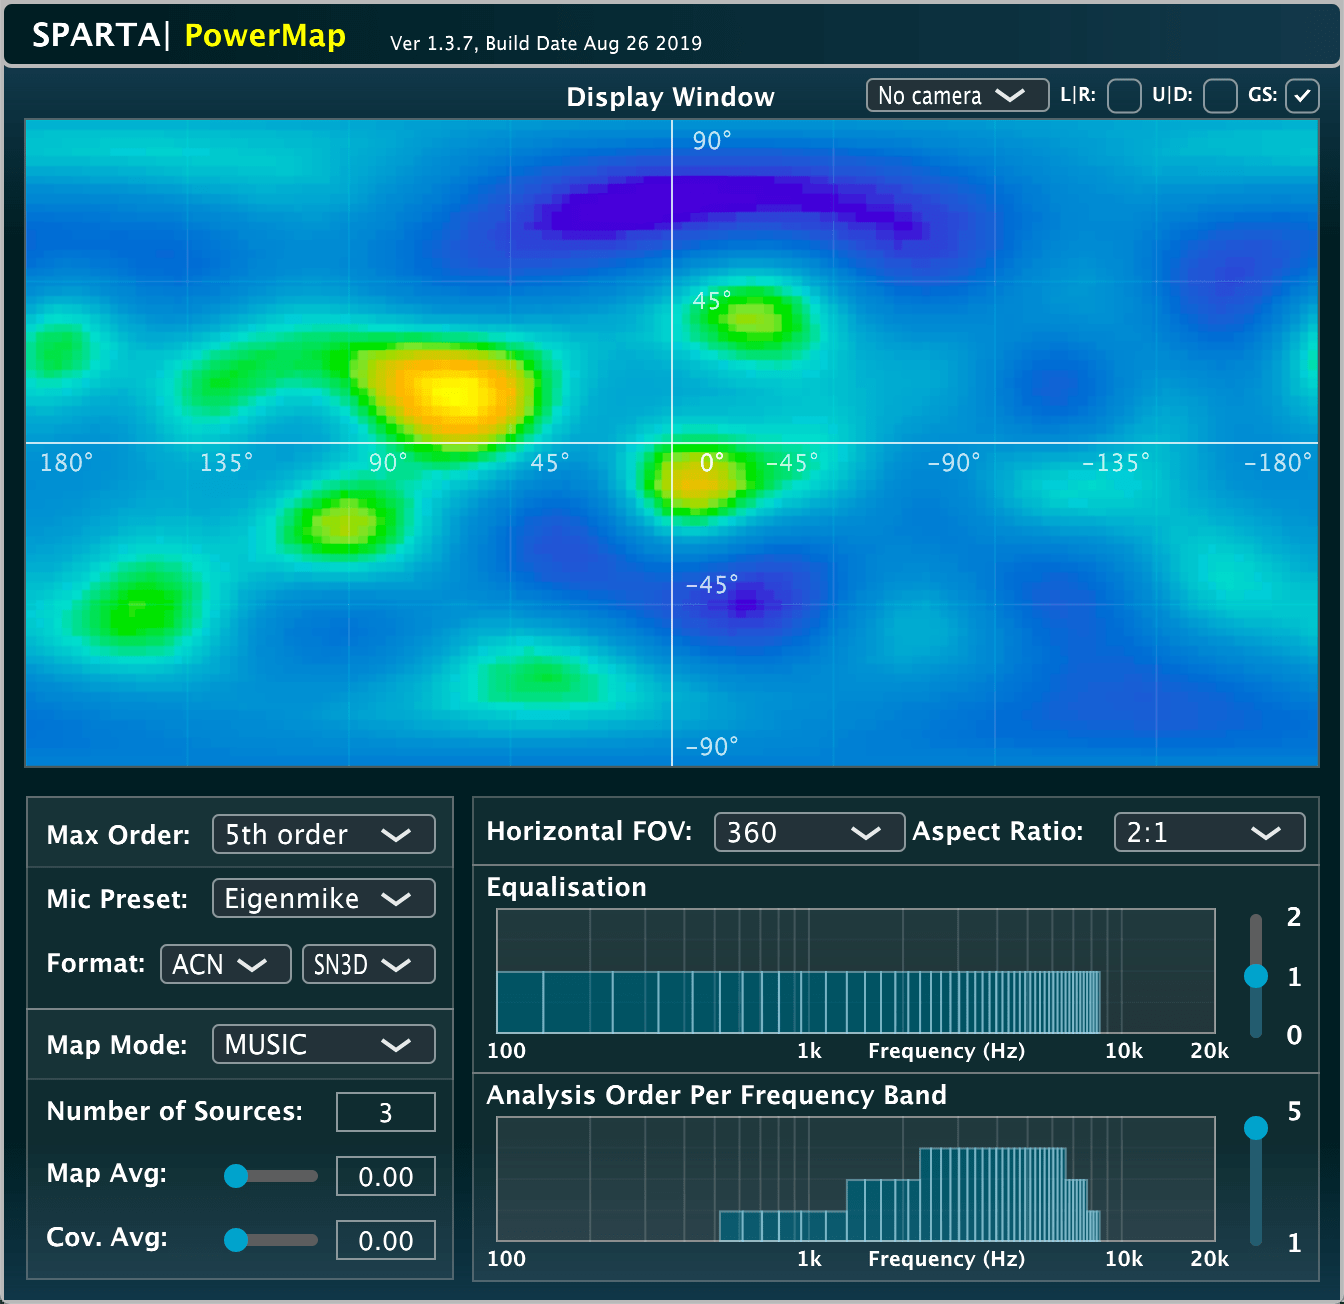 SPARTA| PowerMap Ver 1.3.7, Build Date Aug 26 2019
Display Window No camera L|R: U|D: GS:
90°
45°
180° 135° 90° 45° 0° -45° -90° -135° -180°
-45°
-90°
Max Order: 5th order
Mic Preset: Eigenmike
Format: ACN SN3D
Map Mode: MUSIC
Number of Sources: 3
Map Avg: 0.00
Cov. Avg: 0.00
Horizontal FOV: 360 Aspect Ratio: 2:1
Equalisation
2
1
0
100 1k Frequency (Hz) 10k 20k
Analysis Order Per Frequency Band
5
1
100 1k Frequency (Hz) 10k 20k